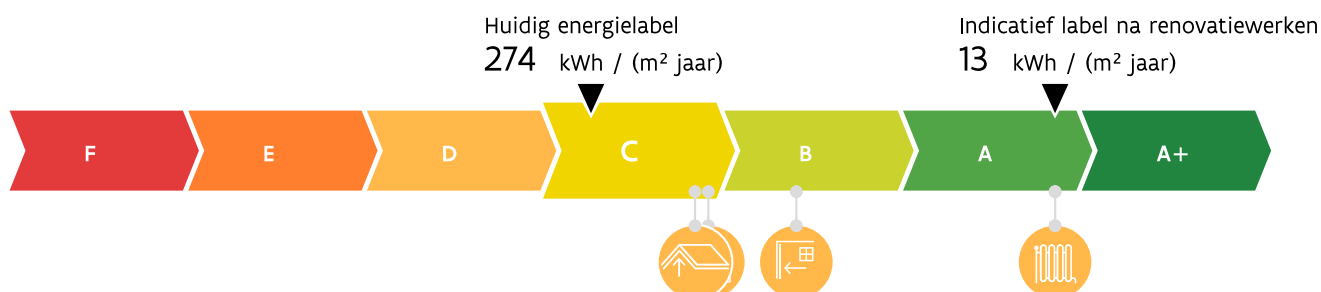 Huidig energielabel
274 kWh / (m² jaar)
Indicatief label na renovatiewerken
13 kWh / (m² jaar)
F E D C B A A+